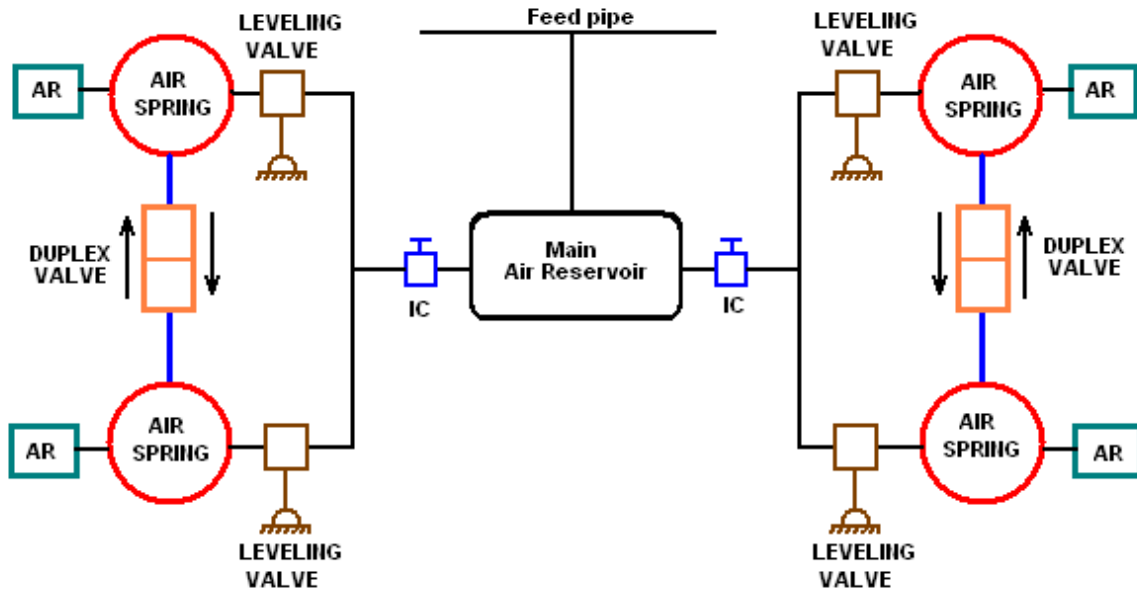 Feed pipe
LEVELING
VALVE
LEVELING
VALVE
AR
AIR
SPRING
AIR
SPRING
AR
DUPLEX
VALVE
Main
Air Reservoir
DUPLEX
VALVE
IC
IC
AR
AIR
SPRING
AIR
SPRING
AR
LEVELING
VALVE
LEVELING
VALVE